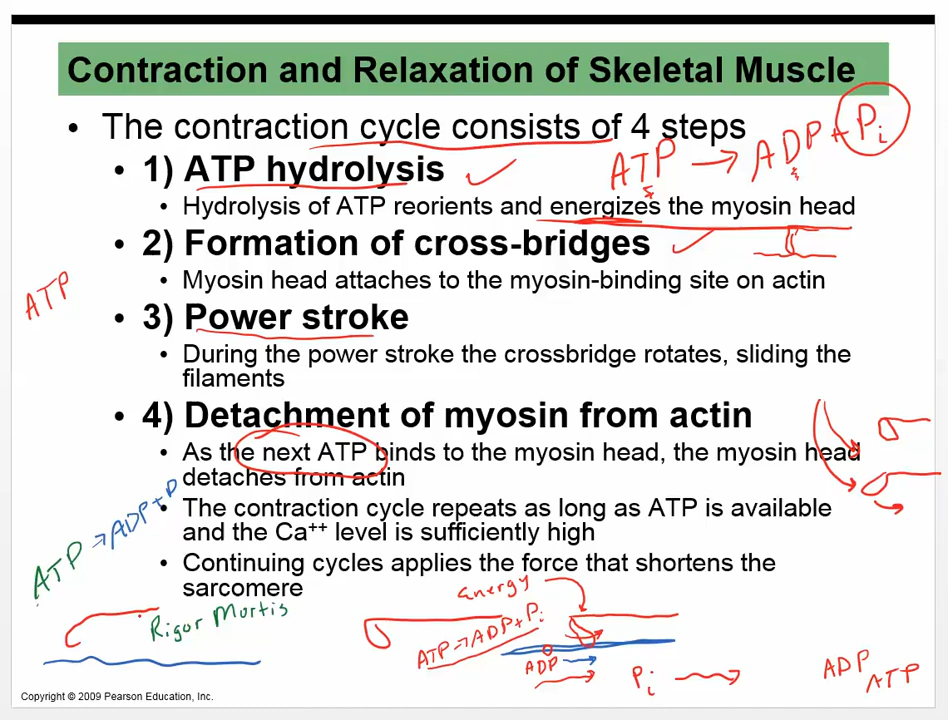 Contraction and Relaxation of Skeletal Muscle
• The contraction cycle consists of 4 steps
ATP → ADP + Pi
• 1) ATP hydrolysis
• Hydrolysis of ATP reorients and energizes the myosin head
• 2) Formation of cross-bridges
• Myosin head attaches to the myosin-binding site on actin
ATP
• 3) Power stroke
• During the power stroke the crossbridge rotates, sliding the
filaments
• 4) Detachment of myosin from actin
• As the next ATP binds to the myosin head, the myosin head
detaches from actin
• The contraction cycle repeats as long as ATP is available
and the Ca⁺⁺ level is sufficiently high
ATP → ADP + P
• Continuing cycles applies the force that shortens the
sarcomere
Energy
Rigor Mortis
ATP → ADP + Pi
ADP
Pi →
ADP
ATP
Copyright © 2009 Pearson Education, Inc.